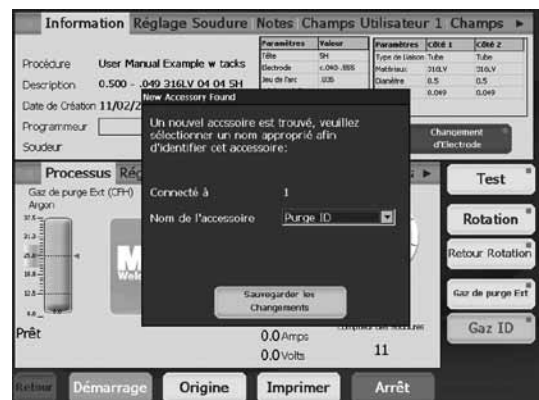 Information Réglage Soudure Notes Champs Utilisateur 1 Champs
Procédure User Manual Example w tacks
Description 0.500 - .049 316LV 04 04 SH
Date de Création 11/02/2
Programmeur
Soudeur
Paramètres Valeur
Tête SH
Electrode c.040-.555
Jeu de l'arc .035
Paramètres Côté 1 Côté 2
Type de Liaison Tube Tube
Matériaux 316LV 316LV
Diamètre 0.5 0.5
0.049 0.049
Changement d'Electrode
New Accessory Found
Un nouvel accssoire est trouvé, veuillez
sélectionner un nom approprié afin
d'identifier cet accessoire:
Connecté à 1
Nom de l'accessoire Purge ID
Sauvegarder les
Changements
Processus Rég
Gaz de purge Ext (CFH)
Argon
Prêt
0.0 Amps
0.0 Volts
11
Test
Rotation
Retour Rotation
Gaz de purge Ext
Gaz ID
Retour Démarrage Origine Imprimer Arrêt